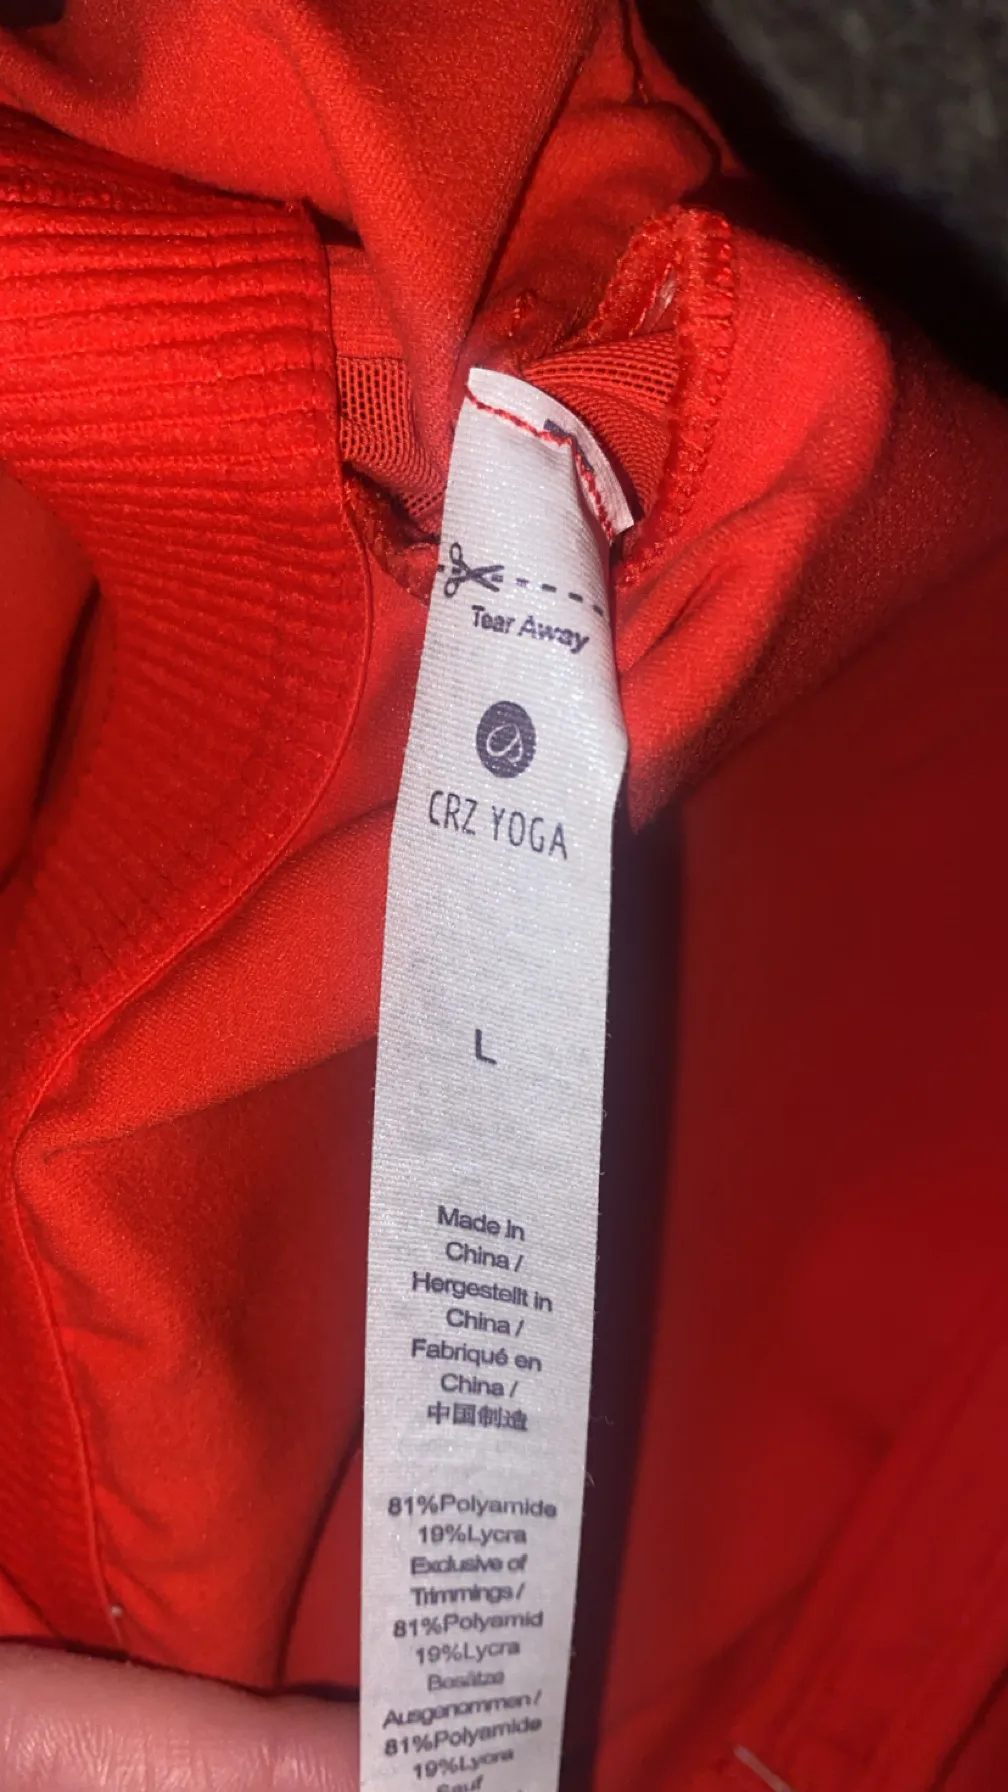 Tear Away
CRZ YOGA
L
Made In
China /
Hergestellt in
China /
Fabriqué en
China /
中国制造
81%Polyamide
19%Lycra
Exclusive of
Trimmings /
81%Polyamid
19%Lycra
Besätze
Ausgenommen /
81%Polyamide
19%Lycra
Sauf